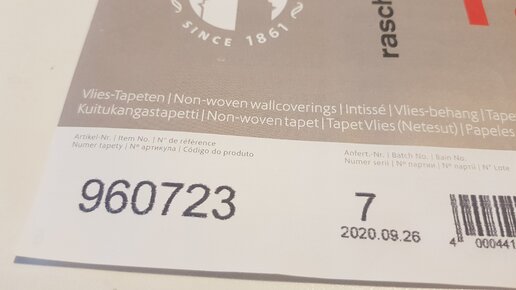 SINCE 1861
rasch
Vlies-Tapeten | Non-woven wallcoverings | Intissé | Vlies-behang | Tape
Kuitukangastapetti | Non-woven tapet | Tapet Vlies (Netesut) | Papeles
Artikel-Nr. | Item No. | N° de référence
Numer tapety | № артикула | Código do produto
Anfert.-Nr. | Batch No. | Bain No.
Numer serii | № партии | № партії | N° Lote
960723
7
2020.09.26
4 000441